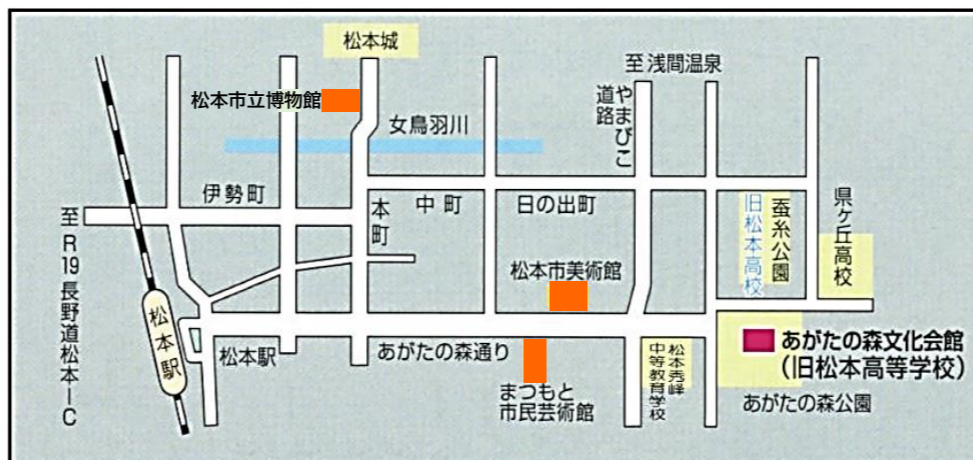 松本城
至浅間温泉
松本市立博物館
やまびこ
道路
女鳥羽川
伊勢町
本町
中町
日の出町
旧松本高校
蚕糸公園
県ヶ丘高校
至R19長野道松本IC
松本市美術館
松本駅
松本駅
あがたの森通り
まつもと
市民芸術館
松本秀峰
中等教育学校
あがたの森文化会館
(旧松本高等学校)
あがたの森公園